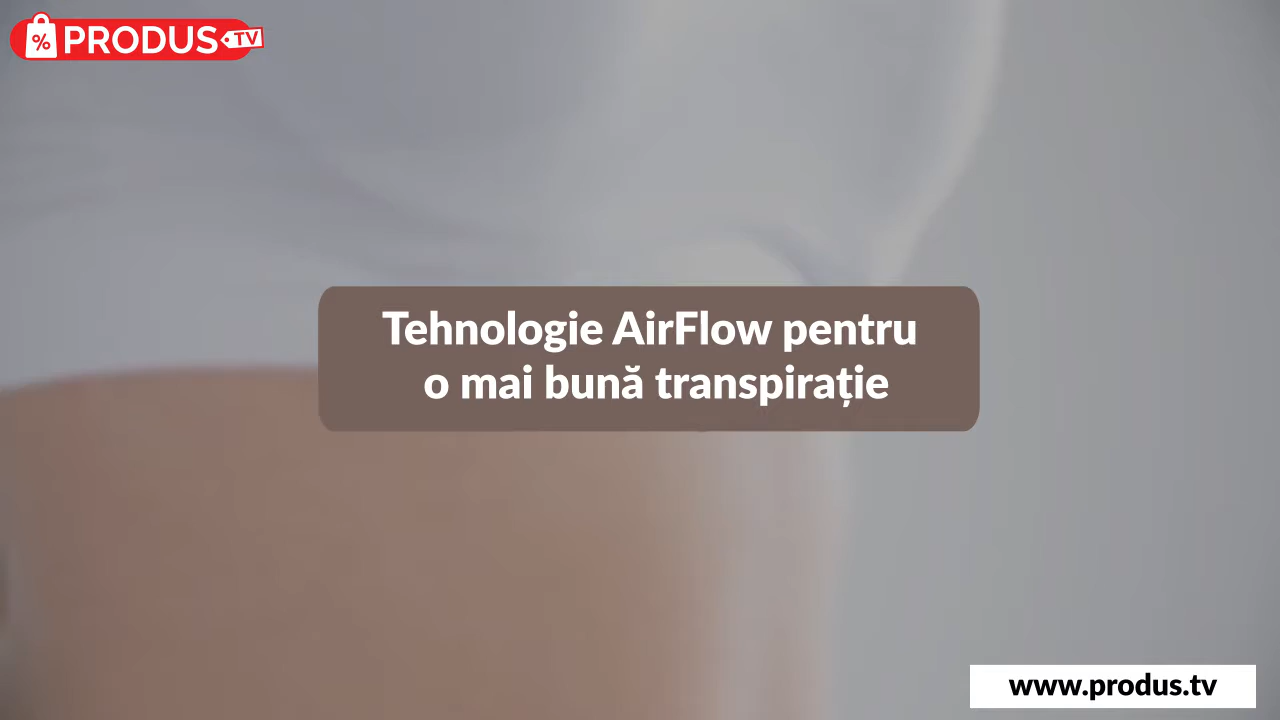 % PRODUS TV
Tehnologie AirFlow pentru
o mai bună transpirație
www.produs.tv